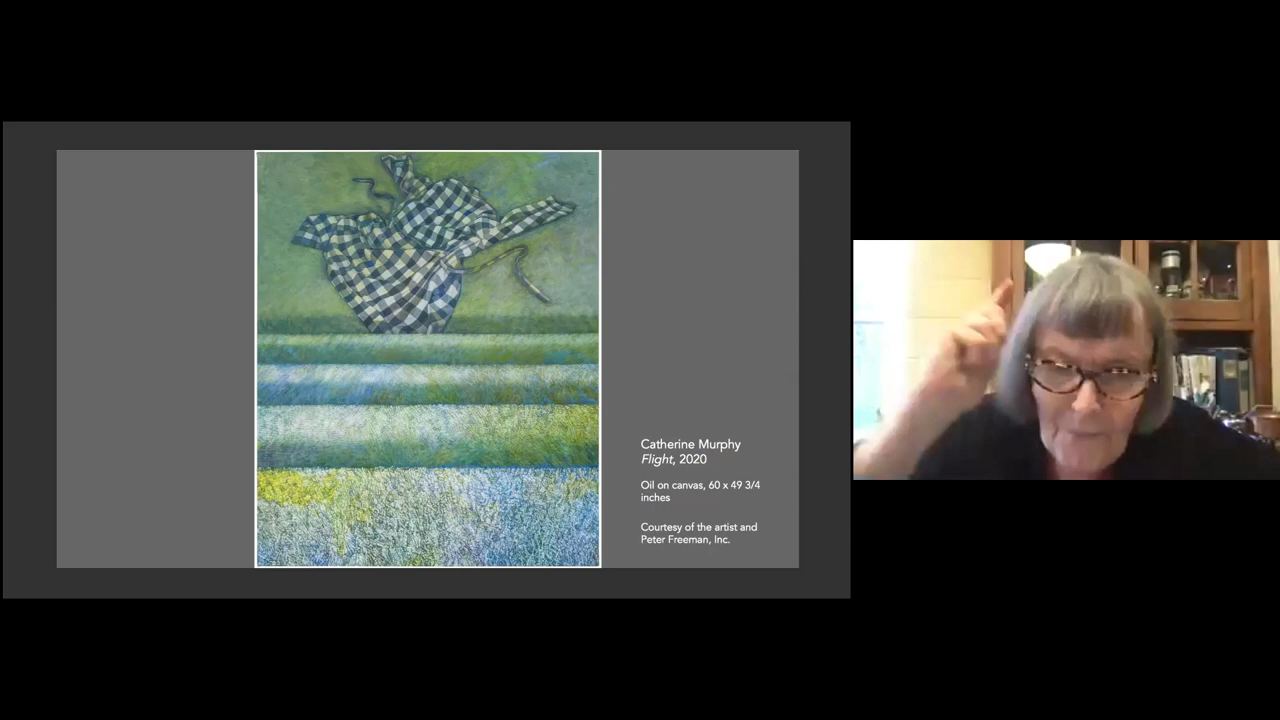 Catherine Murphy
Flight, 2020
Oil on canvas, 60 x 49 3/4
inches
Courtesy of the artist and
Peter Freeman, Inc.